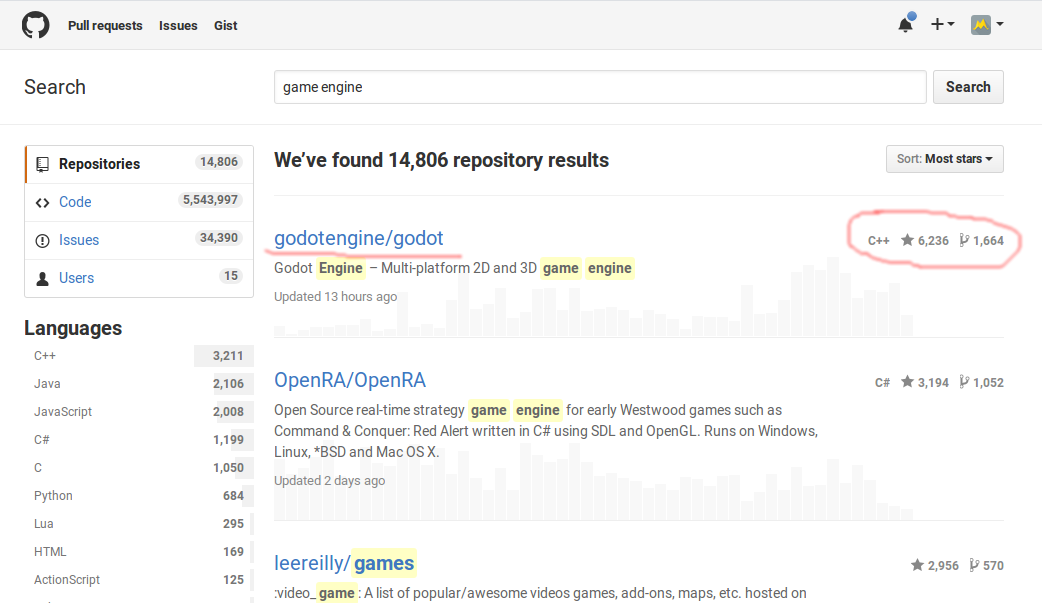 Pull requests Issues Gist
Search game engine Search
Repositories 14,806
Code 5,543,997
Issues 34,390
Users 15
Languages
C++ 3,211
Java 2,106
JavaScript 2,008
C# 1,199
C 1,050
Python 684
Lua 295
HTML 169
ActionScript 125
We've found 14,806 repository results Sort: Most stars
godotengine/godot C++ 6,236 1,664
Godot Engine – Multi-platform 2D and 3D game engine
Updated 13 hours ago
OpenRA/OpenRA C# 3,194 1,052
Open Source real-time strategy game engine for early Westwood games such as
Command & Conquer: Red Alert written in C# using SDL and OpenGL. Runs on Windows,
Linux, *BSD and Mac OS X.
Updated 2 days ago
leereilly/games 2,956 570
:video_game: A list of popular/awesome videos games, add-ons, maps, etc. hosted on